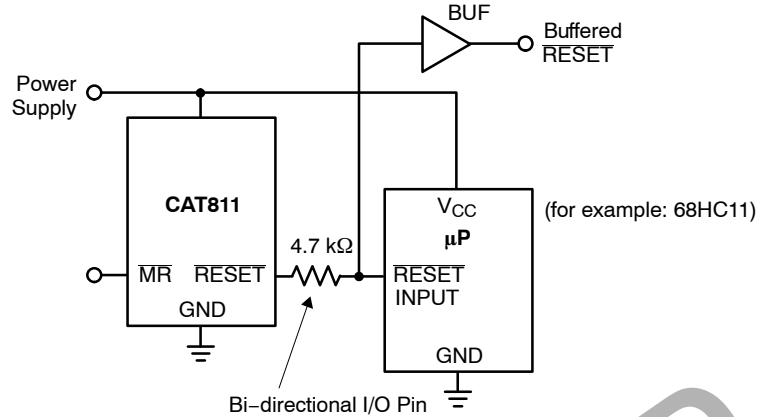 BUF
Buffered
RESET
Power
Supply
CAT811
VCC
(for example: 68HC11)
μP
4.7 kΩ
MR RESET
RESET
INPUT
GND
GND
Bi−directional I/O Pin